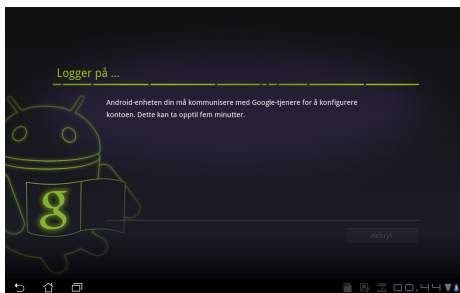 Logger på ...
Android-enheten din må kommunisere med Google-tjenere for å konfigurere
kontoen. Dette kan ta opptil fem minutter.
g
Avbryt
00.44